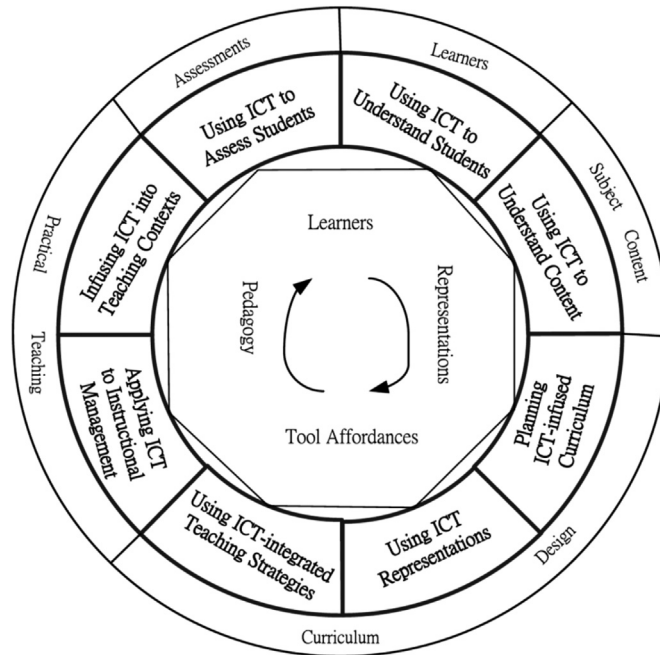 Assessments
Learners
Using ICT to
Assess Students
Using ICT to
Understand Students
Subject
Content
Practical
Teaching
Infusing ICT into
Teaching Contexts
Using ICT to
Understand Content
Learners
Pedagogy
Representations
Tool Affordances
Applying ICT
to Instructional
Management
Planning
ICT-infused
Curriculum
Using ICT-integrated
Teaching Strategies
Using ICT
Representations
Design
Curriculum